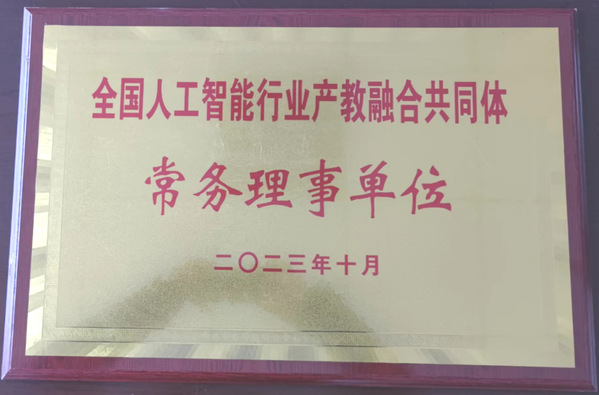 全国人工智能行业产教融合共同体
常务理事单位
二〇二三年十月